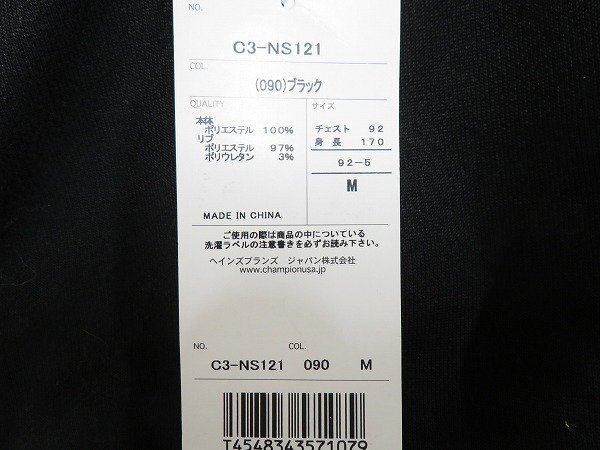 NO.
C3-NS121
COL.
(090)ブラック
QUALITY
本体
ポリエステル 100%
リブ
ポリエステル 97%
ポリウレタン 3%
MADE IN CHINA
サイズ
チェスト 92
身長 170
92-5
M
ご使用の際は商品の中についている
洗濯ラベルの注意書きを必ずお読み下さい。
ヘインズブランズ ジャパン株式会社
www.championusa.jp
NO. COL.
C3-NS121 090 M
T4548343571079